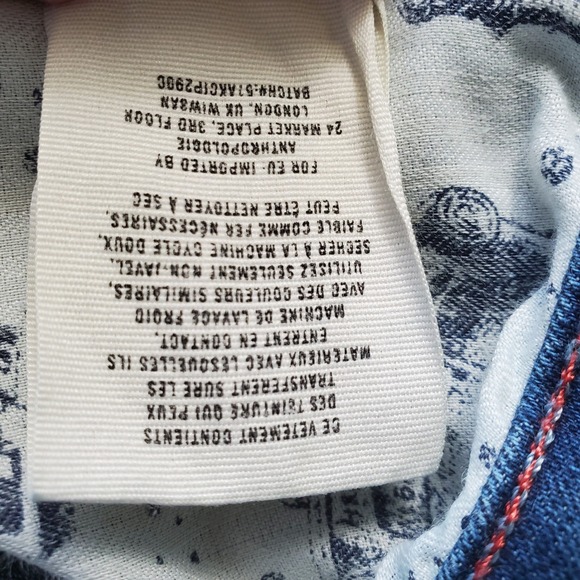 CE VETEMENT CONTIENTS
DES TEINTURE QUI PEUX
TRANSFERENT SURE LES
MATERIEUX AVEC LESQUELLES ILS
ENTRENT EN CONTACT.
MACHINE DE LAVAGE FROID
AVEC DES COULEURS SIMILAIRES,
UTILISEZ SEULEMENT NON-JAVEL,
SECHER À LA MACHINE CYCLE DOUX,
FAIBLE COMME FER NÉCESSAIRES,
PEUT ÊTRE NETTOYER À SEC
FOR EU- IMPORTED BY
ANTHROPOLOGIE
24 MARKET PLACE, 3RD FLOOR
LONDON, UK W1W8AN
BATCH#:57AKC1P290C